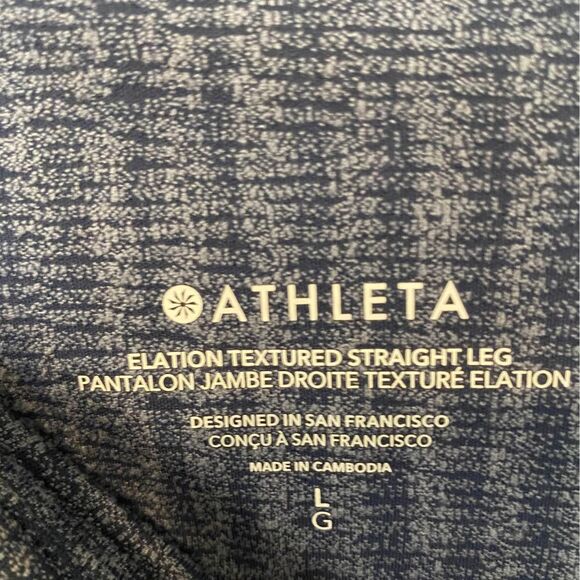 ATHLETA
ELATION TEXTURED STRAIGHT LEG
PANTALON JAMBE DROITE TEXTURÉ ELATION
DESIGNED IN SAN FRANCISCO
CONÇU À SAN FRANCISCO
MADE IN CAMBODIA
L
G